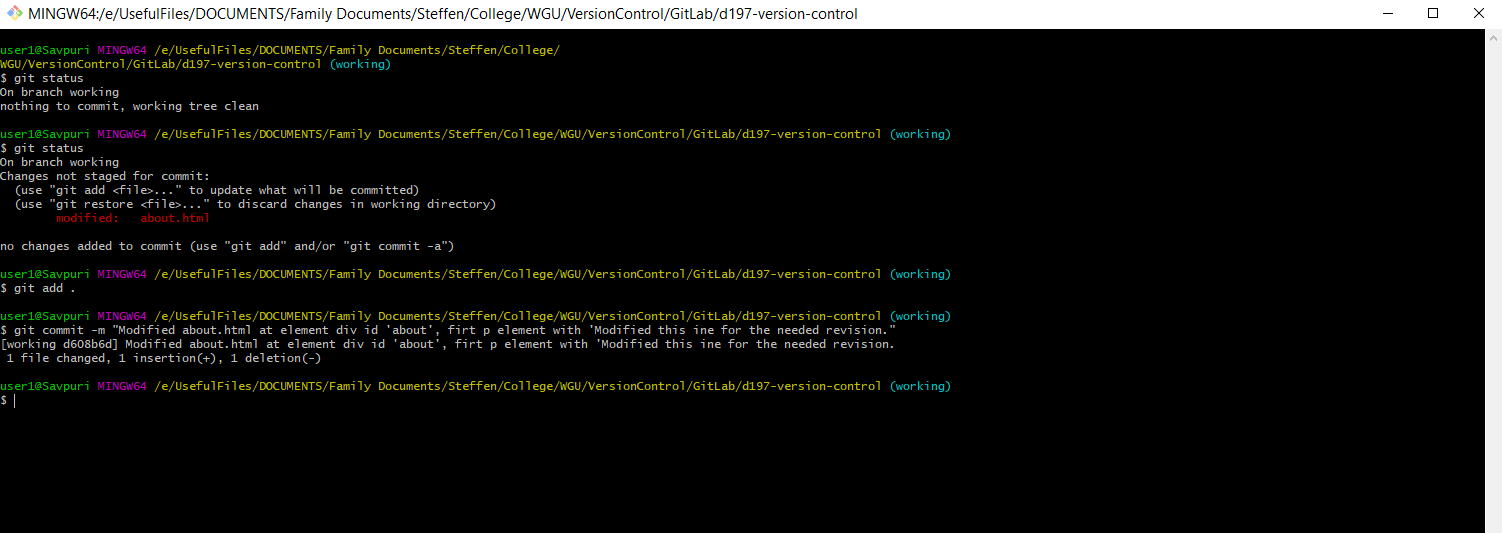 MINGW64:/e/UsefulFiles/DOCUMENTS/Family Documents/Steffen/College/WGU/VersionControl/GitLab/d197-version-control
user1@Savpuri MINGW64 /e/UsefulFiles/DOCUMENTS/Family Documents/Steffen/College/
WGU/VersionControl/GitLab/d197-version-control (working)
$ git status
On branch working
nothing to commit, working tree clean
user1@Savpuri MINGW64 /e/UsefulFiles/DOCUMENTS/Family Documents/Steffen/College/WGU/VersionControl/GitLab/d197-version-control (working)
$ git status
On branch working
Changes not staged for commit:
  (use "git add <file>..." to update what will be committed)
  (use "git restore <file>..." to discard changes in working directory)
        modified:   about.html
no changes added to commit (use "git add" and/or "git commit -a")
user1@Savpuri MINGW64 /e/UsefulFiles/DOCUMENTS/Family Documents/Steffen/College/WGU/VersionControl/GitLab/d197-version-control (working)
$ git add .
user1@Savpuri MINGW64 /e/UsefulFiles/DOCUMENTS/Family Documents/Steffen/College/WGU/VersionControl/GitLab/d197-version-control (working)
$ git commit -m "Modified about.html at element div id 'about', firt p element with 'Modified this ine for the needed revision."
[working d608b6d] Modified about.html at element div id 'about', firt p element with 'Modified this ine for the needed revision.
 1 file changed, 1 insertion(+), 1 deletion(-)
user1@Savpuri MINGW64 /e/UsefulFiles/DOCUMENTS/Family Documents/Steffen/College/WGU/VersionControl/GitLab/d197-version-control (working)
$